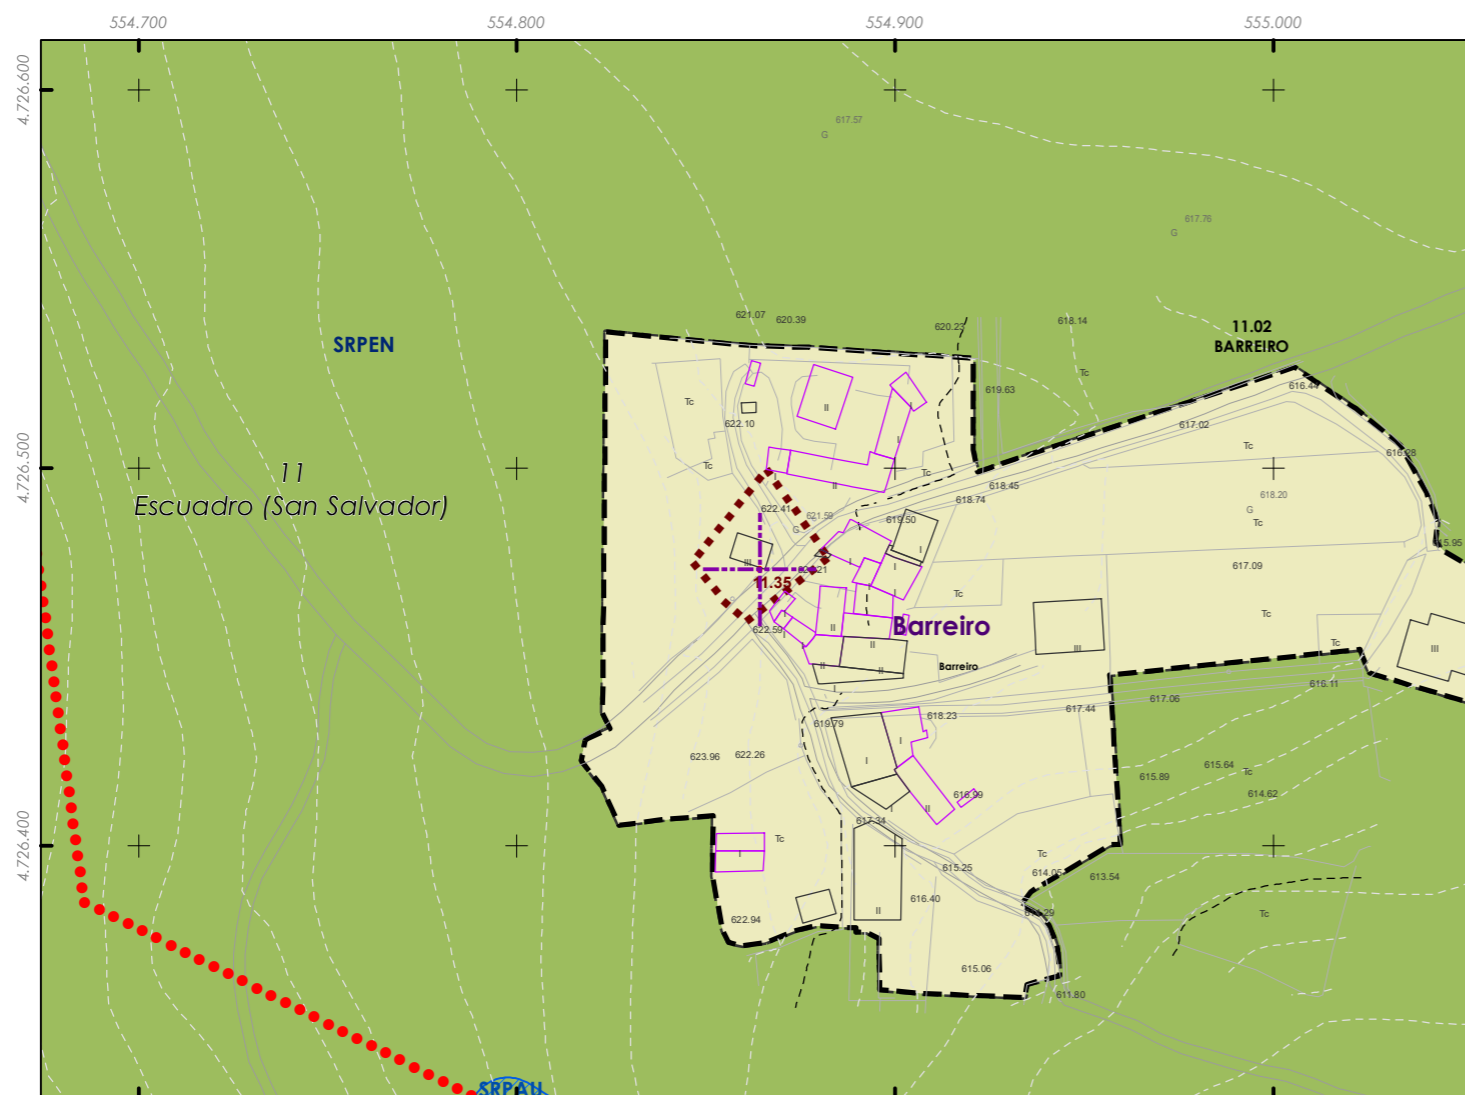 554.700 554.800 554.900 555.000
4.726.600
617.57
G
617.76
G
621.07 620.39 620.23 618.14
SRPEN
11.02
BARREIRO
Tc
619.63
616.44
Tc
II
622.10
I
617.02
Tc
4.726.500
616.28
Tc
I
Tc
11
II
618.45
618.20
618.74
Escuadro (San Salvador)
622.41
G
621.59
619.50
Tc
G
I
615.95
III
I
I
617.09
11.35
I
Tc
Tc
I
622.59
II
Barreiro
I
II
Tc
III
III
Barreiro
II
II
I
616.11
617.06
617.44
618.23
619.79
I
623.96 622.26
I
615.64
Tc
615.89
614.62
616.99
II
I
617.34
Tc
4.726.400
Tc
I
615.25
614.05
613.54
616.40
II
622.94
Tc
615.06
611.80
SRPAU